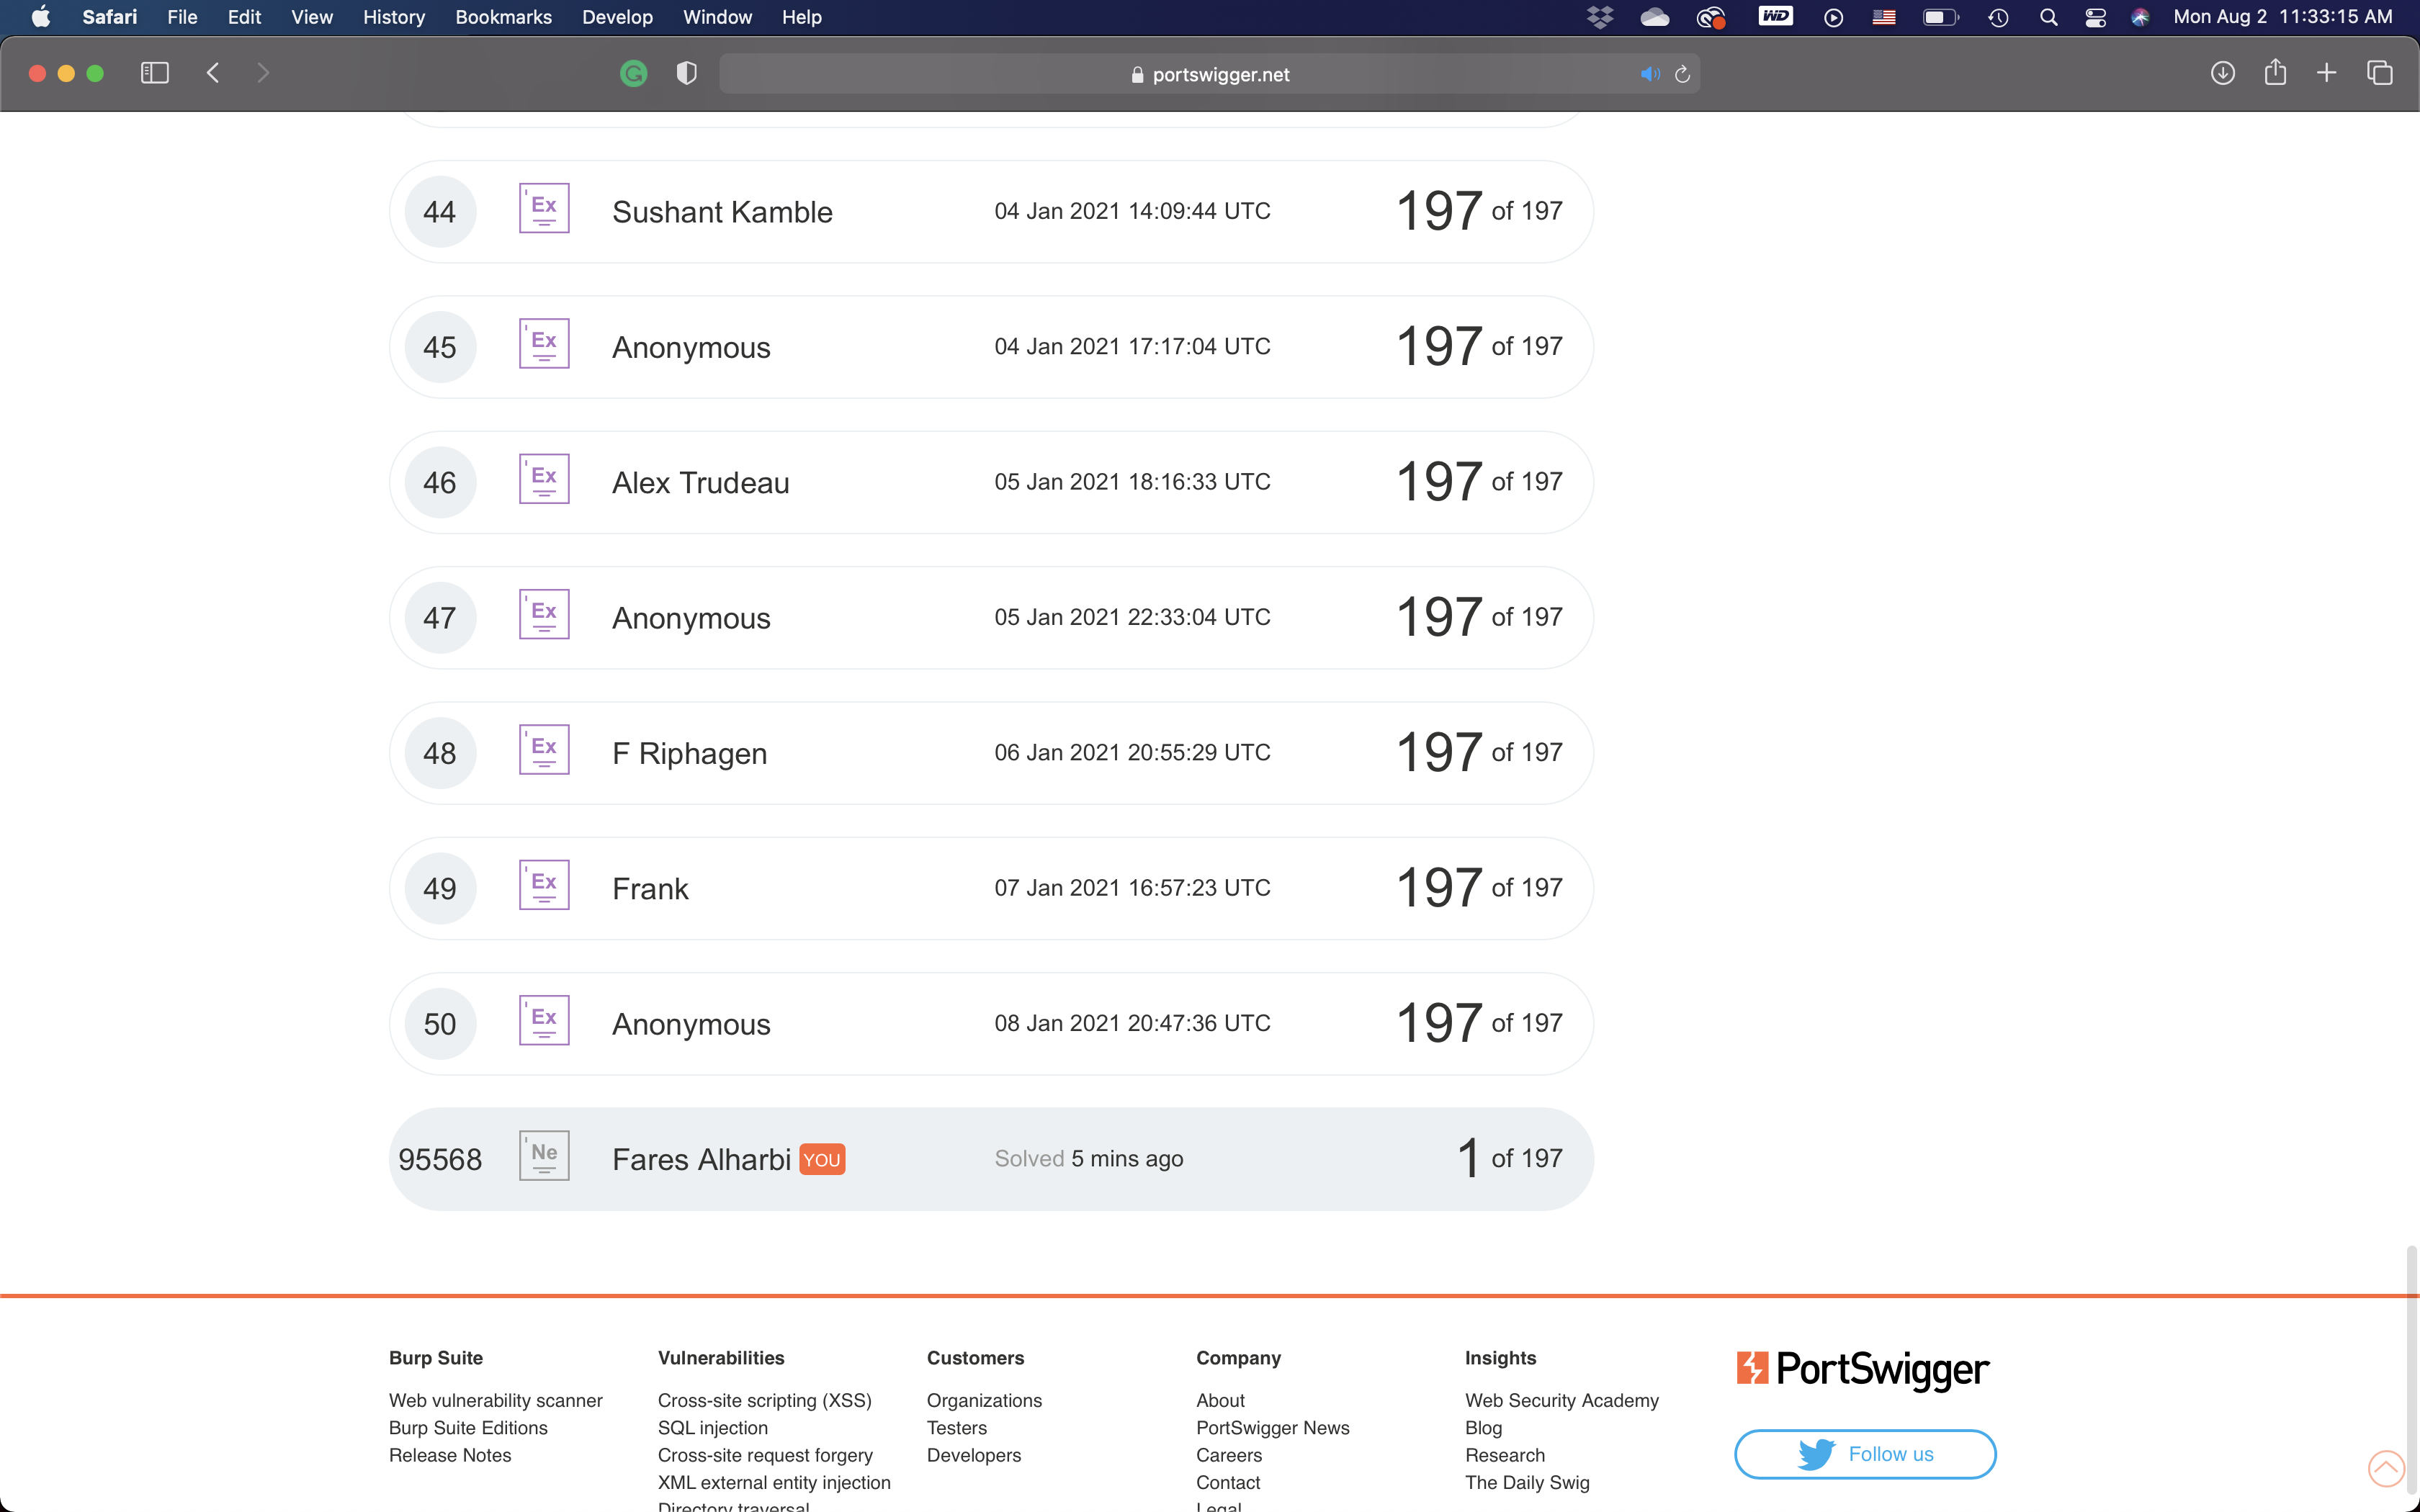 Safari File Edit View History Bookmarks Develop Window Help WD Mon Aug 2 11:33:15 AM
portswigger.net
44 Ex Sushant Kamble 04 Jan 2021 14:09:44 UTC 197 of 197
45 Ex Anonymous 04 Jan 2021 17:17:04 UTC 197 of 197
46 Ex Alex Trudeau 05 Jan 2021 18:16:33 UTC 197 of 197
47 Ex Anonymous 05 Jan 2021 22:33:04 UTC 197 of 197
48 Ex F Riphagen 06 Jan 2021 20:55:29 UTC 197 of 197
49 Ex Frank 07 Jan 2021 16:57:23 UTC 197 of 197
50 Ex Anonymous 08 Jan 2021 20:47:36 UTC 197 of 197
95568 Ne Fares Alharbi YOU Solved 5 mins ago 1 of 197
Burp Suite
Web vulnerability scanner
Burp Suite Editions
Release Notes
Vulnerabilities
Cross-site scripting (XSS)
SQL injection
Cross-site request forgery
XML external entity injection
Directory traversal
Customers
Organizations
Testers
Developers
Company
About
PortSwigger News
Careers
Contact
Legal
Insights
Web Security Academy
Blog
Research
The Daily Swig
PortSwigger
Follow us